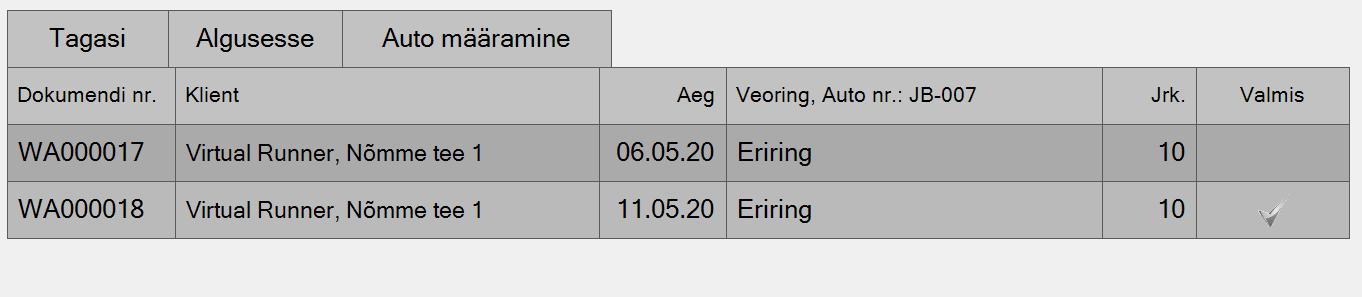 Tagasi Algusesse Auto määramine
Dokumendi nr. Klient Aeg Veoring, Auto nr.: JB-007 Jrk. Valmis
WA000017 Virtual Runner, Nõmme tee 1 06.05.20 Eriring 10
WA000018 Virtual Runner, Nõmme tee 1 11.05.20 Eriring 10